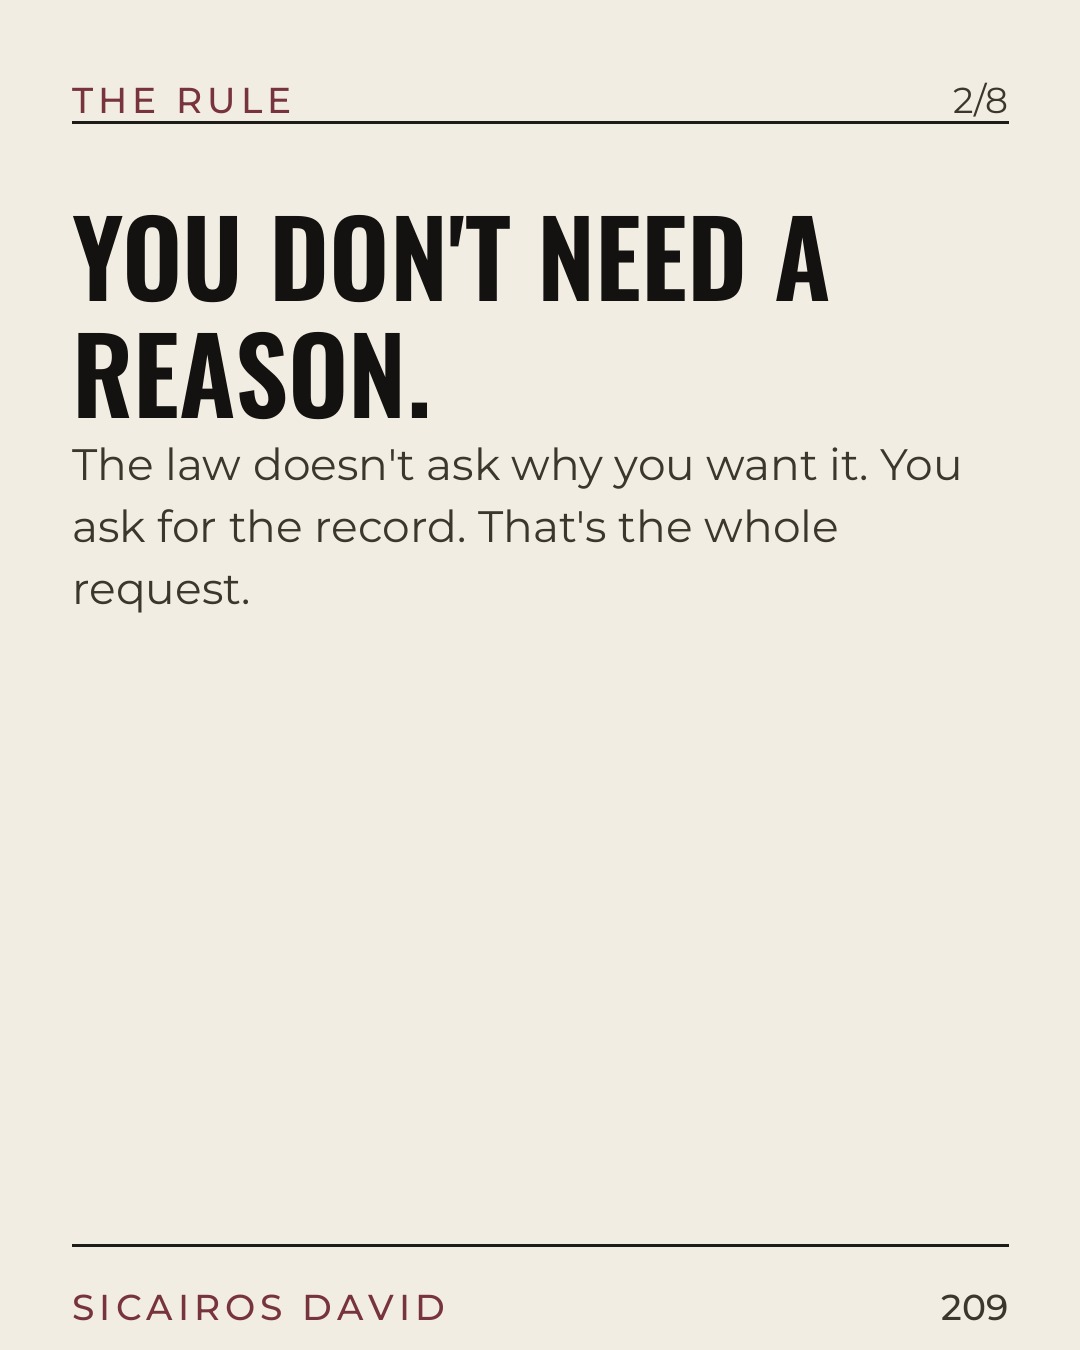 THE RULE 2/8
YOU DON'T NEED A
REASON.
The law doesn't ask why you want it. You
ask for the record. That's the whole
request.
SICAIROS DAVID 209